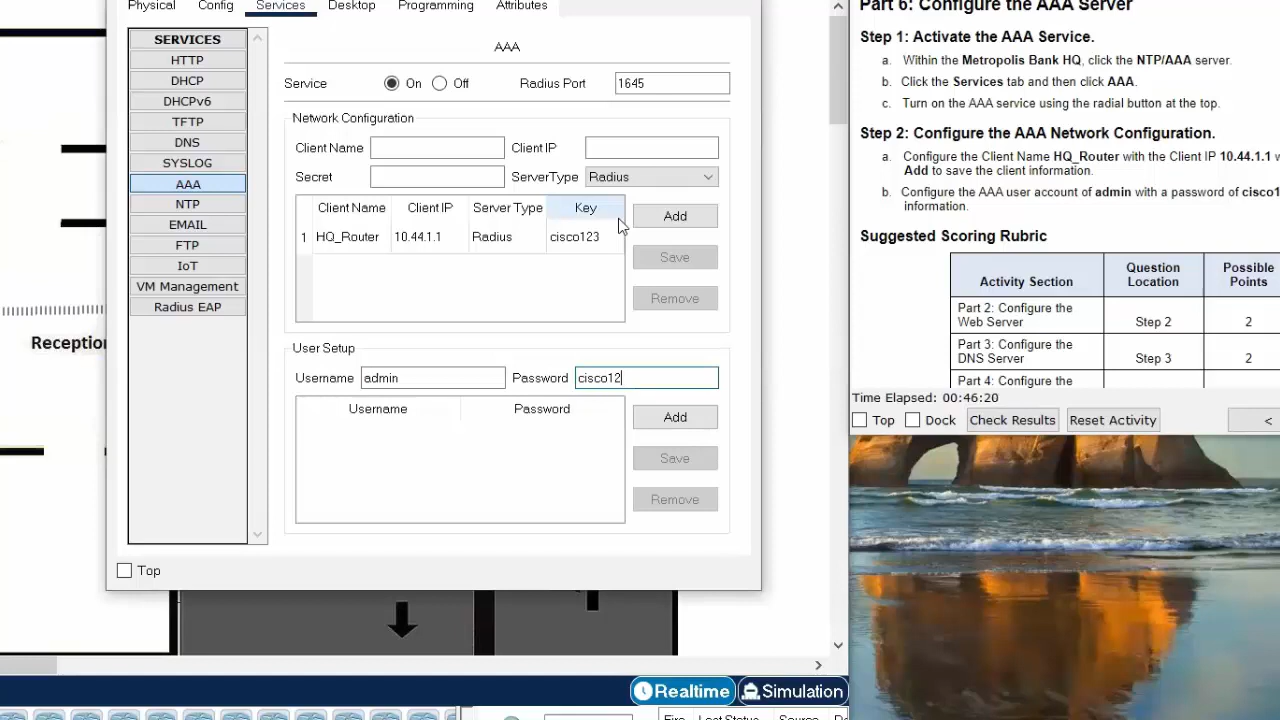 Physical Config Services Desktop Programming Attributes
SERVICES
HTTP
DHCP
DHCPv6
TFTP
DNS
SYSLOG
AAA
NTP
EMAIL
FTP
IoT
VM Management
Radius EAP
AAA
Service On Off Radius Port 1645
Network Configuration
Client Name Client IP
Secret ServerType Radius
Client Name Client IP Server Type Key
1 HQ_Router 10.44.1.1 Radius cisco123
Add
Save
Remove
User Setup
Username admin Password cisco12
Username Password
Add
Save
Remove
Top
Reception
Realtime Simulation
Fire Last Status Source
Part 6: Configure the AAA Server
Step 1: Activate the AAA Service.
a. Within the Metropolis Bank HQ, click the NTP/AAA server.
b. Click the Services tab and then click AAA.
c. Turn on the AAA service using the radial button at the top.
Step 2: Configure the AAA Network Configuration.
a. Configure the Client Name HQ_Router with the Client IP 10.44.1.1
Add to save the client information.
b. Configure the AAA user account of admin with a password of cisco1
information.
Suggested Scoring Rubric
Activity Section Question Location Possible Points
Part 2: Configure the
Web Server Step 2 2
Part 3: Configure the
DNS Server Step 3 2
Part 4: Configure the
Time Elapsed: 00:46:20
Top Dock Check Results Reset Activity <